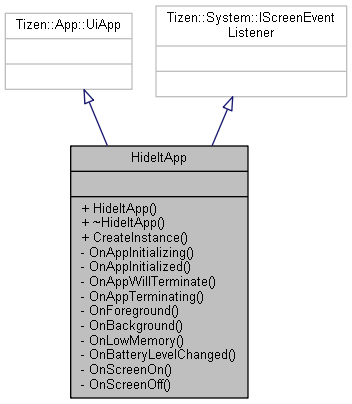 Tizen::App::UiApp
Tizen::System::IScreenEvent
Listener
HideItApp
+ HideItApp()
+ ~HideItApp()
+ CreateInstance()
- OnAppInitializing()
- OnAppInitialized()
- OnAppWillTerminate()
- OnAppTerminating()
- OnForeground()
- OnBackground()
- OnLowMemory()
- OnBatteryLevelChanged()
- OnScreenOn()
- OnScreenOff()